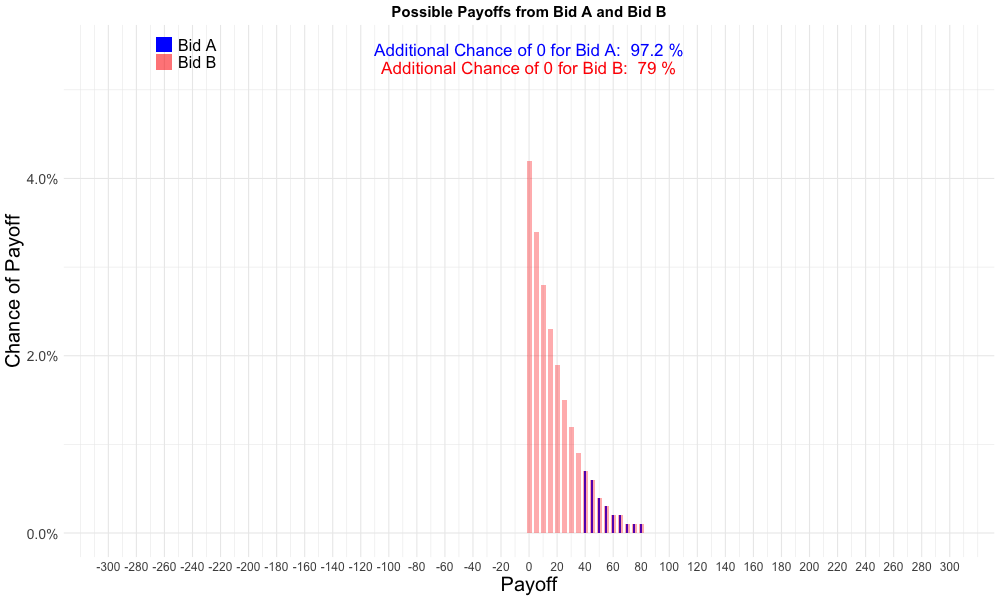 Possible Payoffs from Bid A and Bid B
Bid A
Bid B
Additional Chance of 0 for Bid A:  97.2 %
Additional Chance of 0 for Bid B:  79 %
Chance of Payoff
4.0%
2.0%
0.0%
-300 -280 -260 -240 -220 -200 -180 -160 -140 -120 -100 -80 -60 -40 -20 0 20 40 60 80 100 120 140 160 180 200 220 240 260 280 300
Payoff